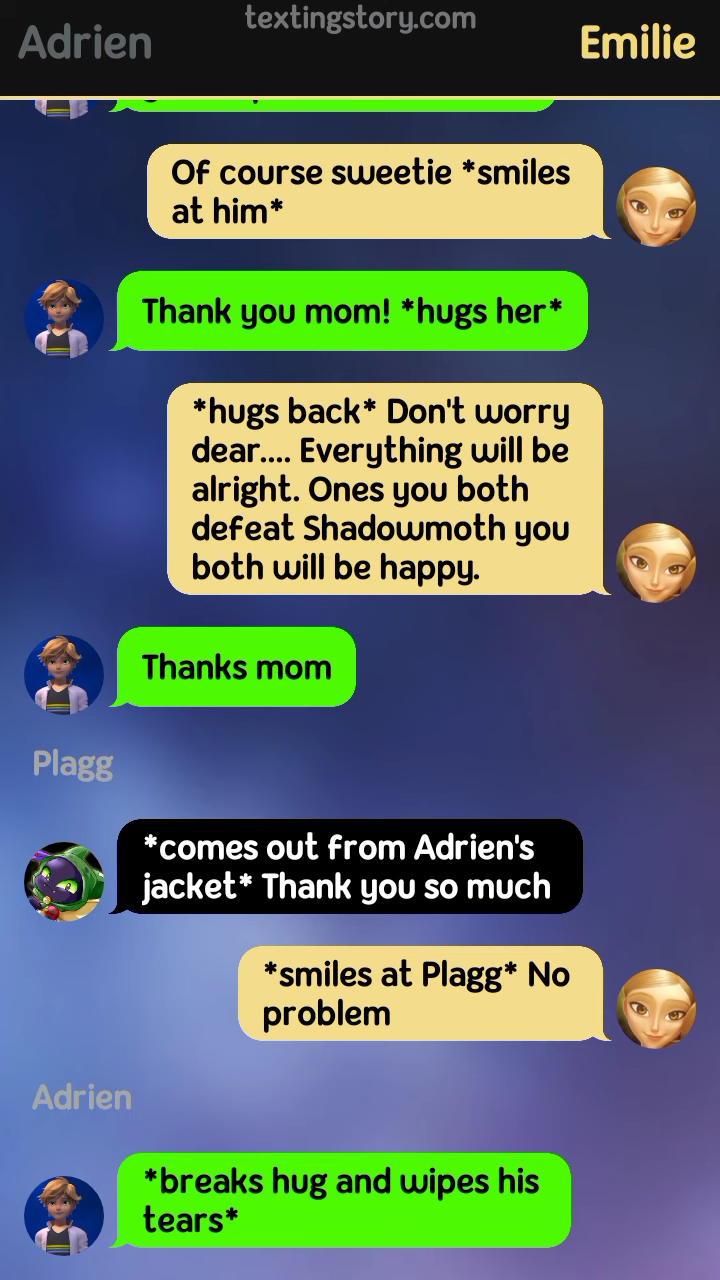 textingstory.com
Adrien
Emilie
Of course sweetie *smiles
at him*
Thank you mom! *hugs her*
*hugs back* Don't worry
dear.... Everything will be
alright. Ones you both
defeat Shadowmoth you
both will be happy.
Thanks mom
Plagg
*comes out from Adrien's
jacket* Thank you so much
*smiles at Plagg* No
problem
Adrien
*breaks hug and wipes his
tears*